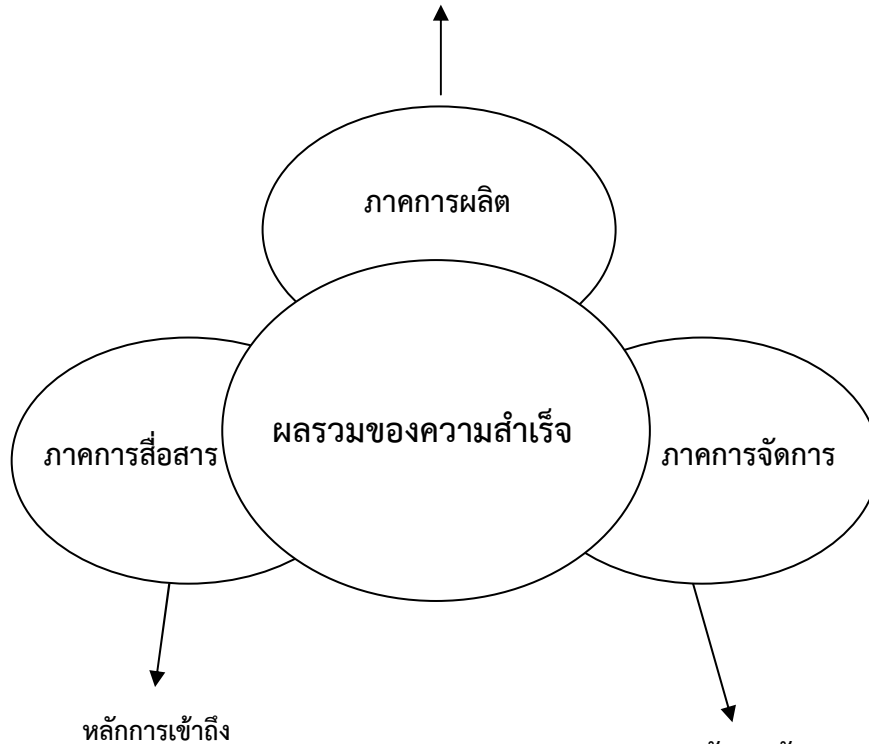 ภาคการผลิต
ผลรวมของความสำเร็จ
ภาคการสื่อสาร
ภาคการจัดการ
หลักการเข้าถึง